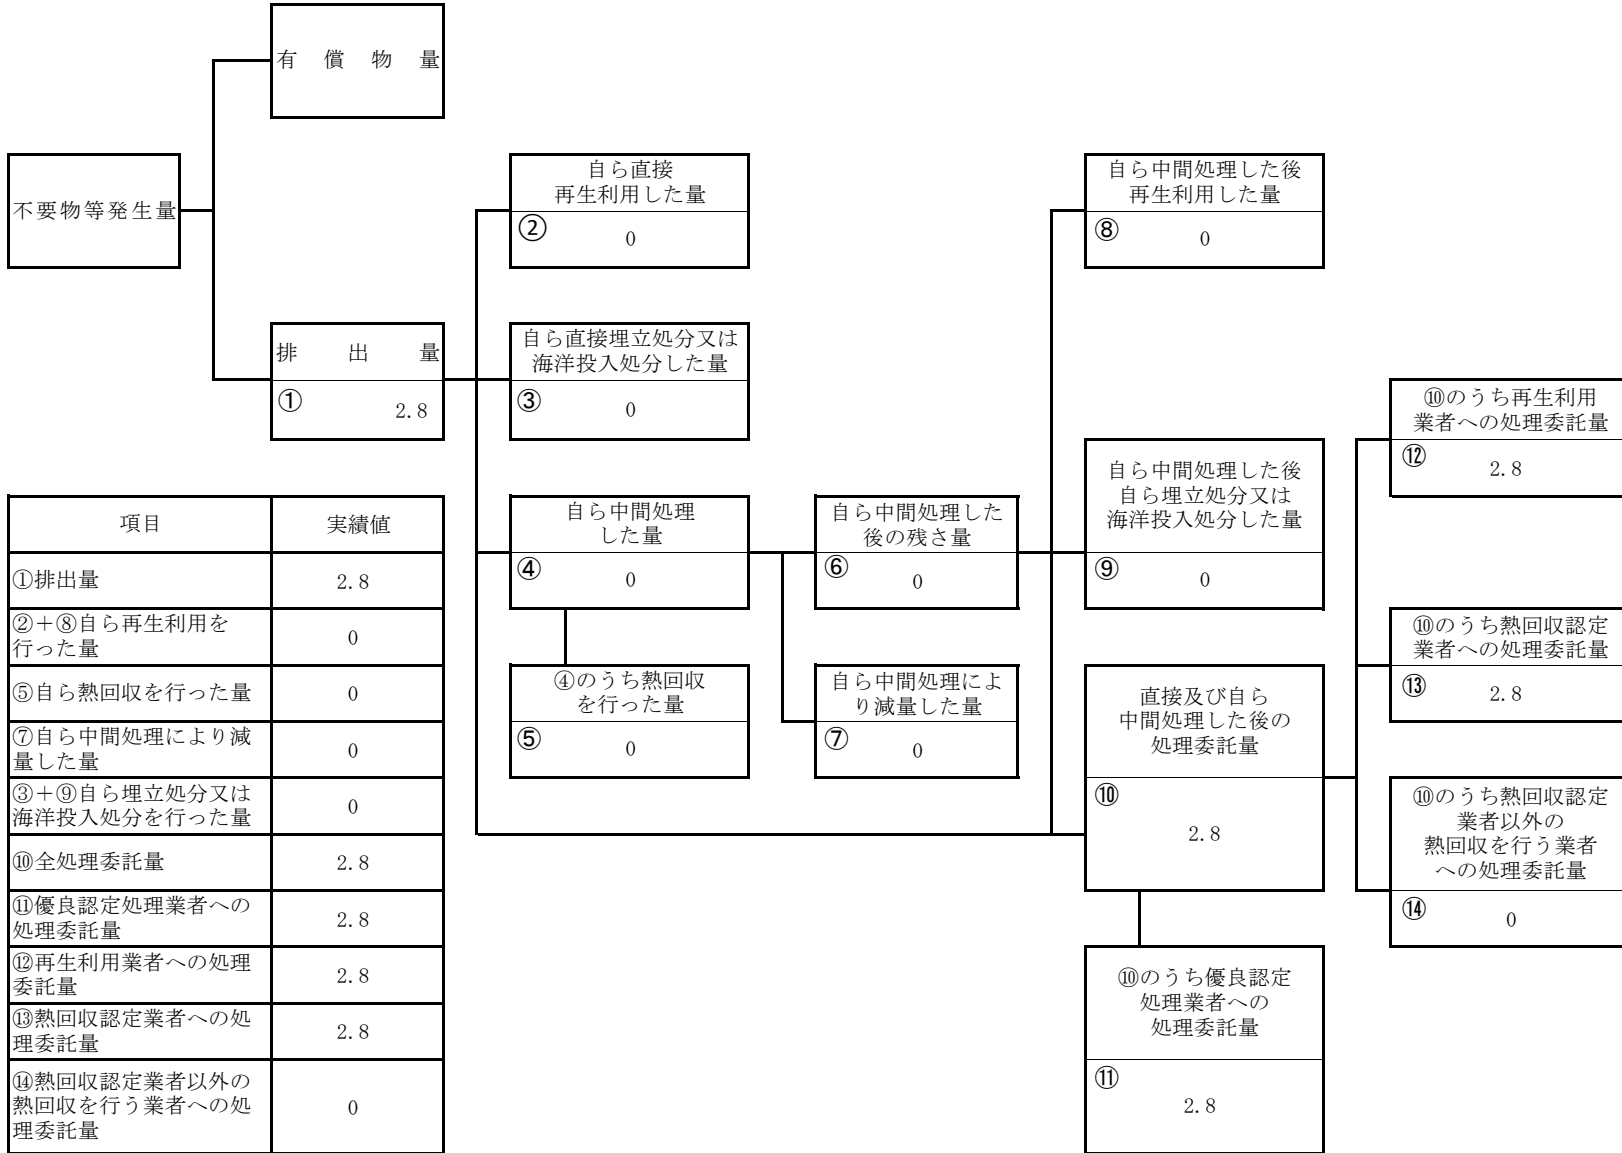 有償物量
不要物等発生量
自ら直接
再生利用した量
② 0
自ら中間処理した後
再生利用した量
⑧ 0
排出量
① 2.8
自ら直接埋立処分又は
海洋投入処分した量
③ 0
⑩のうち再生利用
業者への処理委託量
⑫ 2.8
自ら中間処理した後
自ら埋立処分又は
海洋投入処分した量
⑨ 0
自ら中間処理
した量
④ 0
自ら中間処理した
後の残さ量
⑥ 0
④のうち熱回収
を行った量
⑤ 0
自ら中間処理によ
り減量した量
⑦ 0
直接及び自ら
中間処理した後の
処理委託量
⑩
2.8
⑩のうち熱回収認定
業者への処理委託量
⑬ 2.8
⑩のうち熱回収認定
業者以外の
熱回収を行う業者
への処理委託量
⑭ 0
⑩のうち優良認定
処理業者への
処理委託量
⑪
2.8
項目 実績値
①排出量 2.8
②＋⑧自ら再生利用を
行った量 0
⑤自ら熱回収を行った量 0
⑦自ら中間処理により減
量した量 0
③＋⑨自ら埋立処分又は
海洋投入処分を行った量 0
⑩全処理委託量 2.8
⑪優良認定処理業者への
処理委託量 2.8
⑫再生利用業者への処理
委託量 2.8
⑬熱回収認定業者への処
理委託量 2.8
⑭熱回収認定業者以外の
熱回収を行う業者への処
理委託量 0